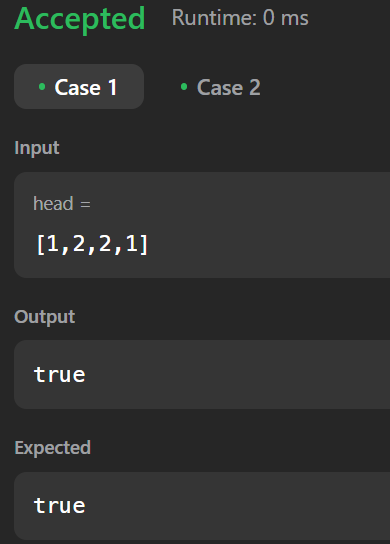 Accepted Runtime: 0 ms
• Case 1 • Case 2
Input
head =
[1,2,2,1]
Output
true
Expected
true